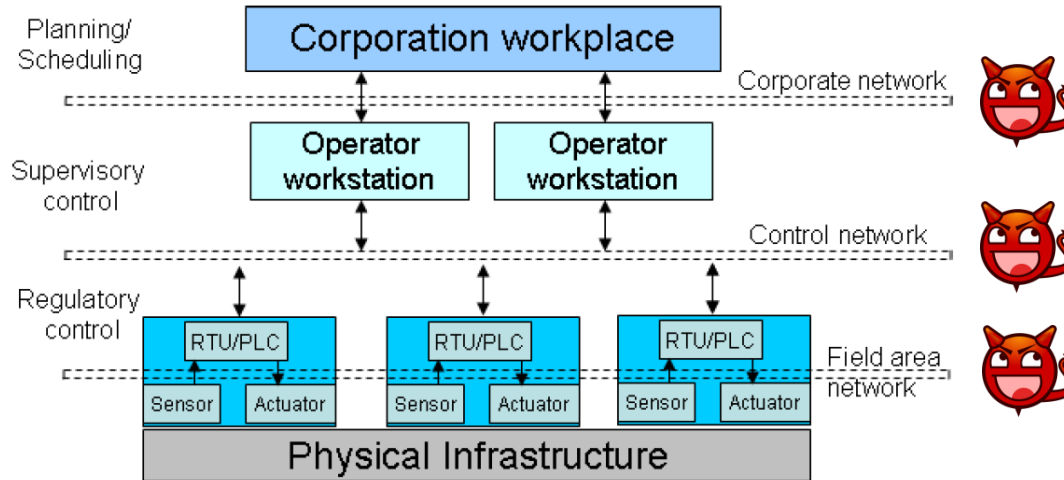 Planning/
Scheduling
Corporation workplace
Corporate network
Operator
workstation
Operator
workstation
Supervisory
control
Control network
Regulatory
control
RTU/PLC
RTU/PLC
RTU/PLC
Field area
network
Sensor
Actuator
Sensor
Actuator
Sensor
Actuator
Physical Infrastructure